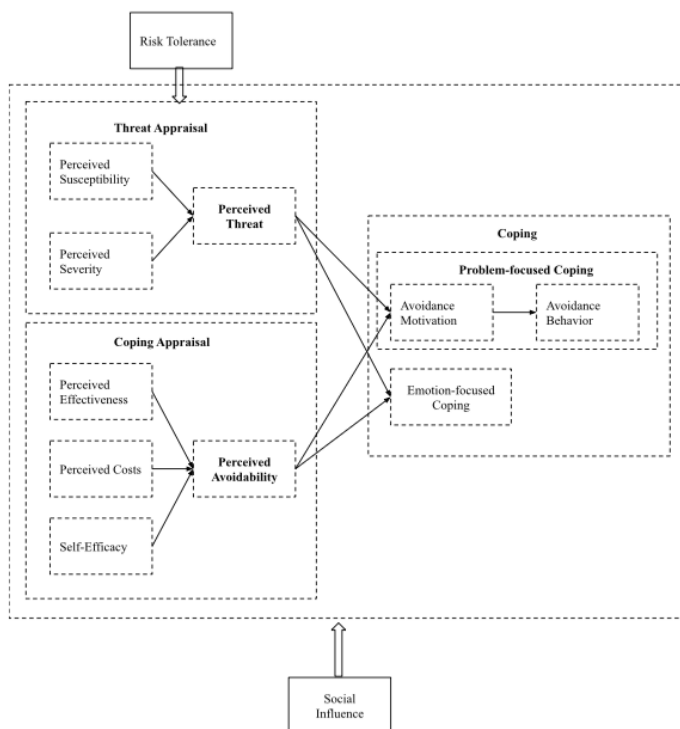 Risk Tolerance
Threat Appraisal
Perceived
Susceptibility
Perceived
Threat
Perceived
Severity
Coping
Problem-focused Coping
Avoidance
Motivation
Avoidance
Behavior
Emotion-focused
Coping
Coping Appraisal
Perceived
Effectiveness
Perceived Costs
Perceived
Avoidability
Self-Efficacy
Social
Influence